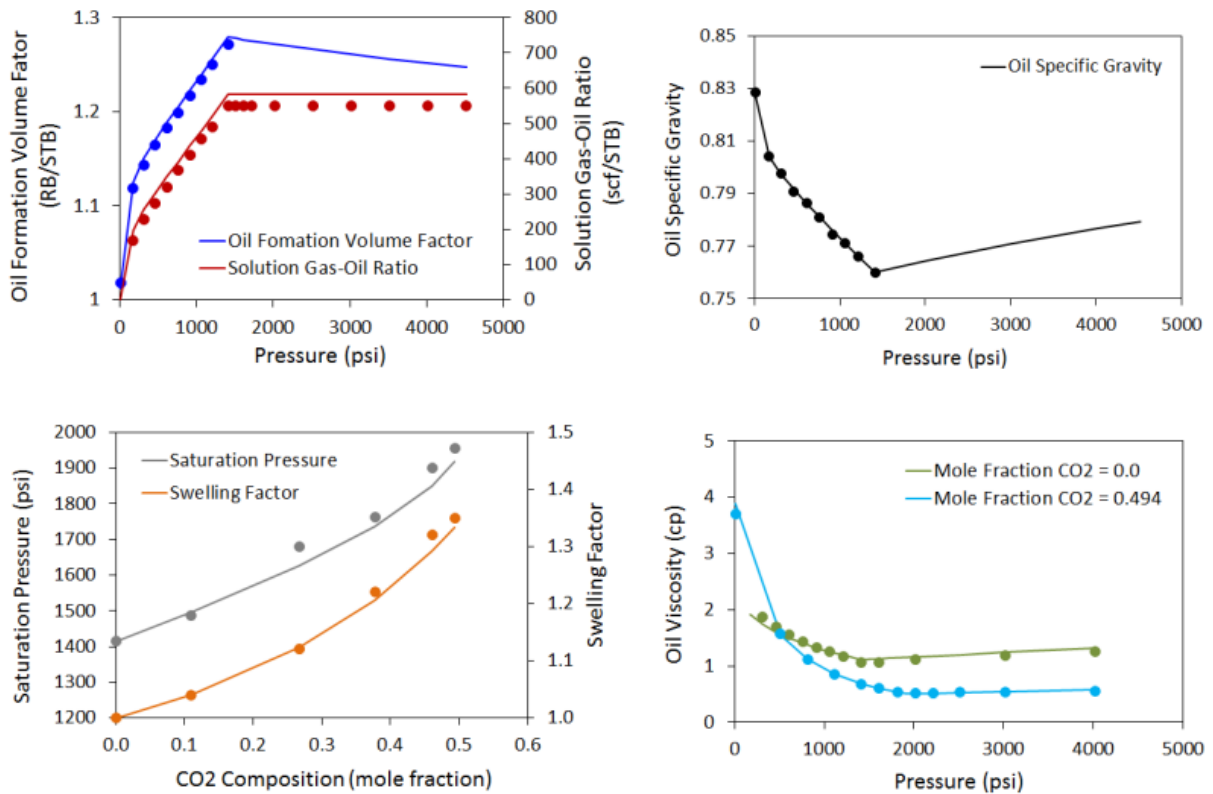 Oil Formation Volume Fator
(RB/STB)
1.3
1.2
1.1
1
800
700
600
500
400
300
200
100
0
Solution Gas-Oil Ratio
(scf/STB)
Oil Fomation Volume Factor
Solution Gas-Oil Ratio
0 1000 2000 3000 4000 5000
Pressure (psi)
Oil Specific Gravity
0.85
0.83
0.81
0.79
0.77
0.75
Oil Specific Gravity
0 1000 2000 3000 4000 5000
Pressure (psi)
Saturation Pressure (psi)
2000
1900
1800
1700
1600
1500
1400
1300
1200
Saturation Pressure
Swelling Factor
1.5
1.4
1.3
1.2
1.1
1.0
Swelling Factor
0.0 0.1 0.2 0.3 0.4 0.5 0.6
CO2 Composition (mole fraction)
Oil Viscosity (cp)
5
4
3
2
1
0
Mole Fraction CO2 = 0.0
Mole Fraction CO2 = 0.494
0 1000 2000 3000 4000 5000
Pressure (psi)